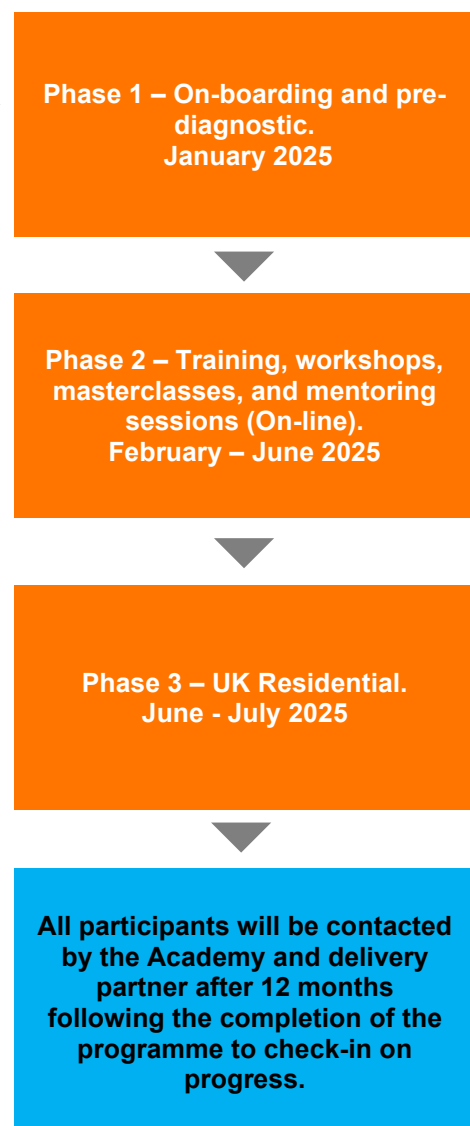 Phase 1 – On-boarding and pre-
diagnostic.
January 2025
Phase 2 – Training, workshops,
masterclasses, and mentoring
sessions (On-line).
February – June 2025
Phase 3 – UK Residential.
June - July 2025
All participants will be contacted
by the Academy and delivery
partner after 12 months
following the completion of the
programme to check-in on
progress.